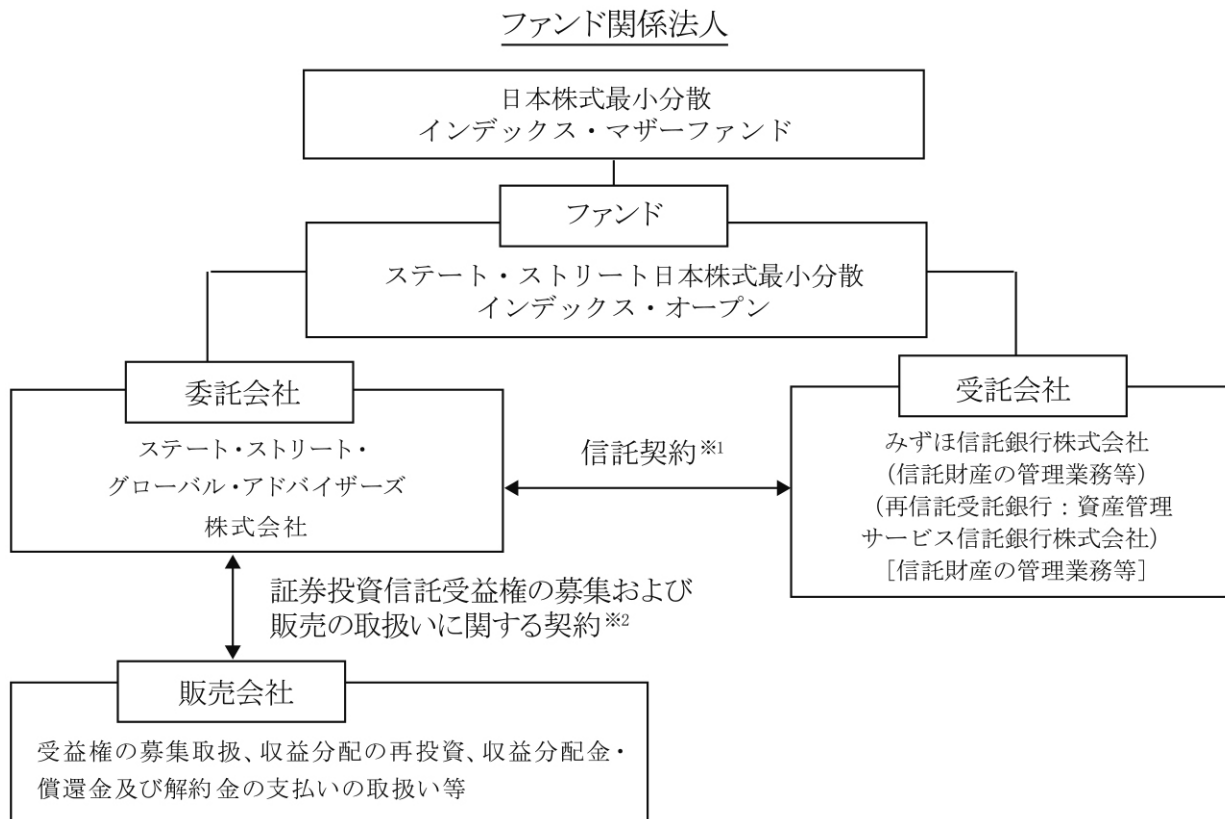 ファンド関係法人
日本株式最小分散
インデックス・マザーファンド
ファンド
ステート・ストリート日本株式最小分散
インデックス・オープン
委託会社
ステート・ストリート・
グローバル・アドバイザーズ
株式会社
信託契約※1
受託会社
みずほ信託銀行株式会社
(信託財産の管理業務等)
(再信託受託銀行：資産管理
サービス信託銀行株式会社)
[信託財産の管理業務等]
証券投資信託受益権の募集および
販売の取扱いに関する契約※2
販売会社
受益権の募集取扱、収益分配の再投資、収益分配金・
償還金及び解約金の支払いの取扱い等